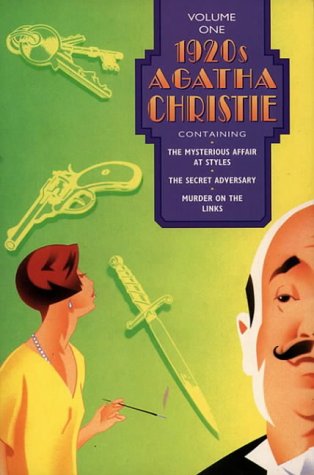 VOLUME
ONE
1920s
AGATHA
CHRISTIE
CONTAINING
THE MYSTERIOUS AFFAIR
AT STYLES
THE SECRET ADVERSARY
MURDER ON THE
LINKS